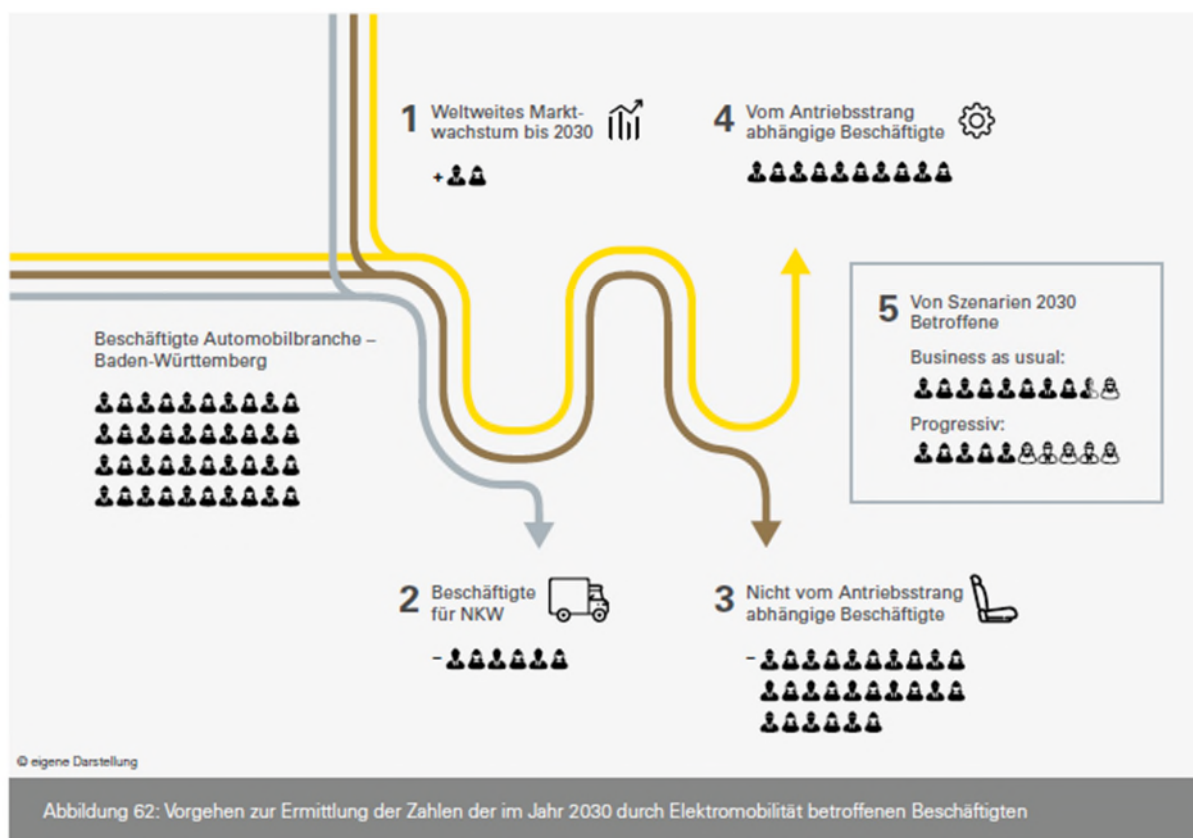 1 Weltweites Markt-
wachstum bis 2030
+
4 Vom Antriebsstrang
abhängige Beschäftigte
Beschäftigte Automobilbranche –
Baden-Württemberg
5 Von Szenarien 2030
Betroffene
Business as usual:
Progressiv:
2 Beschäftigte
für NKW
–
3 Nicht vom Antriebsstrang
abhängige Beschäftigte
–
© eigene Darstellung
Abbildung 62: Vorgehen zur Ermittlung der Zahlen der im Jahr 2030 durch Elektromobilität betroffenen Beschäftigten